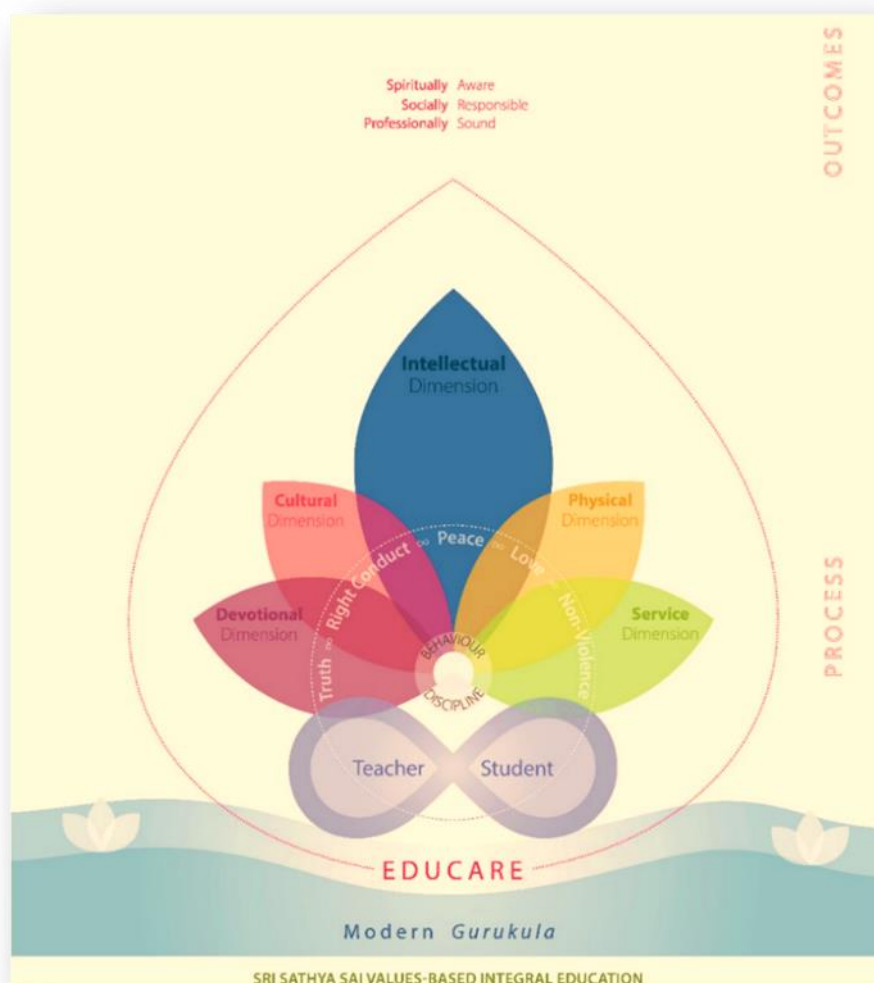 OUTCOMES
Spiritually Aware
Socially Responsible
Professionally Sound
Intellectual
Dimension
Cultural
Dimension
Physical
Dimension
Devotional
Dimension
Service
Dimension
Truth ∞ Right Conduct ∞ Peace ∞ Love ∞ Non-Violence
BEHAVIOUR
DISCIPLINE
PROCESS
Teacher Student
EDUCARE
Modern Gurukula
SRI SATHYA SAI VALUES-BASED INTEGRAL EDUCATION